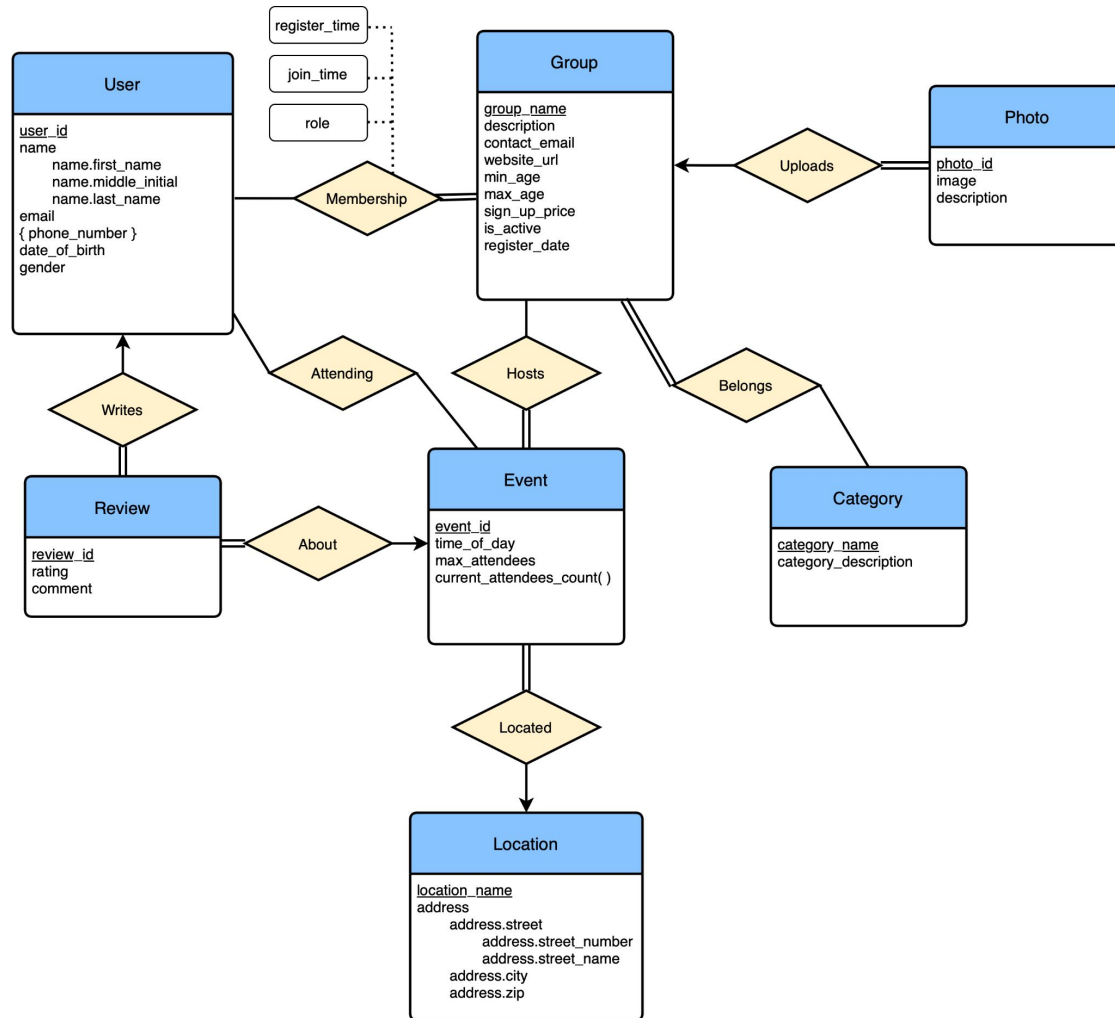 register_time
join_time
role
User
user_id
name
name.first_name
name.middle_initial
name.last_name
email
{ phone_number }
date_of_birth
gender
Membership
Group
group_name
description
contact_email
website_url
min_age
max_age
sign_up_price
is_active
register_date
Uploads
Photo
photo_id
image
description
Attending
Hosts
Belongs
Writes
Review
review_id
rating
comment
About
Event
event_id
time_of_day
max_attendees
current_attendees_count( )
Category
category_name
category_description
Located
Location
location_name
address
address.street
address.street_number
address.street_name
address.city
address.zip